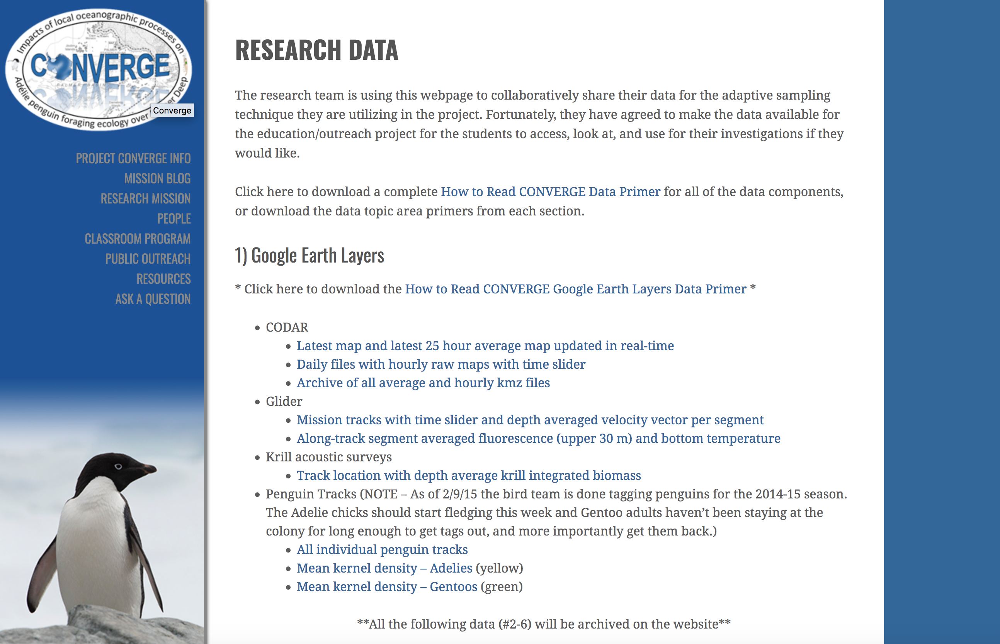 Impacts of local oceanographic processes on
CONVERGE
Adélie penguin foraging ecology over
er Deep
Converge
PROJECT CONVERGE INFO
MISSION BLOG
RESEARCH MISSION
PEOPLE
CLASSROOM PROGRAM
PUBLIC OUTREACH
RESOURCES
ASK A QUESTION
RESEARCH DATA
The research team is using this webpage to collaboratively share their data for the adaptive sampling
technique they are utilizing in the project. Fortunately, they have agreed to make the data available for
the education/outreach project for the students to access, look at, and use for their investigations if they
would like.
Click here to download a complete How to Read CONVERGE Data Primer for all of the data components,
or download the data topic area primers from each section.
1) Google Earth Layers
* Click here to download the How to Read CONVERGE Google Earth Layers Data Primer *
• CODAR
• Latest map and latest 25 hour average map updated in real-time
• Daily files with hourly raw maps with time slider
• Archive of all average and hourly kmz files
• Glider
• Mission tracks with time slider and depth averaged velocity vector per segment
• Along-track segment averaged fluorescence (upper 30 m) and bottom temperature
• Krill acoustic surveys
• Track location with depth average krill integrated biomass
• Penguin Tracks (NOTE – As of 2/9/15 the bird team is done tagging penguins for the 2014-15 season.
The Adelie chicks should start fledging this week and Gentoo adults haven’t been staying at the
colony for long enough to get tags out, and more importantly get them back.)
• All individual penguin tracks
• Mean kernel density – Adelies (yellow)
• Mean kernel density – Gentoos (green)
**All the following data (#2-6) will be archived on the website**